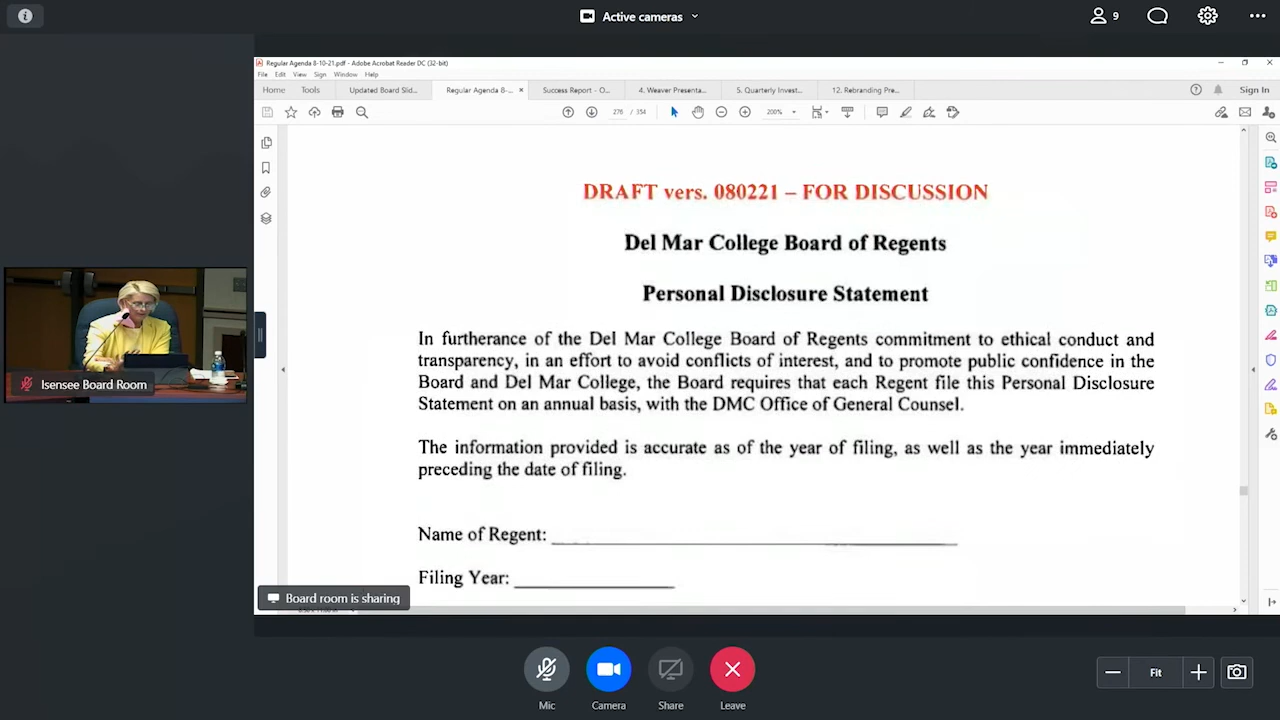 Active cameras
9
Regular Agenda 8-10-21.pdf - Adobe Acrobat Reader DC (32-bit)
File Edit View Sign Window Help
Home Tools Updated Board Slid... Regular Agenda 8-... × Success Report - O... 4. Weaver Presenta... 5. Quarterly Invest... 12. Rebranding Pre... Sign In
276 / 354 200%
DRAFT vers. 080221 – FOR DISCUSSION
Del Mar College Board of Regents
Personal Disclosure Statement
In furtherance of the Del Mar College Board of Regents commitment to ethical conduct and
transparency, in an effort to avoid conflicts of interest, and to promote public confidence in the
Board and Del Mar College, the Board requires that each Regent file this Personal Disclosure
Statement on an annual basis, with the DMC Office of General Counsel.
The information provided is accurate as of the year of filing, as well as the year immediately
preceding the date of filing.
Name of Regent:
Filing Year:
Isensee Board Room
Board room is sharing
Mic Camera Share Leave
Fit